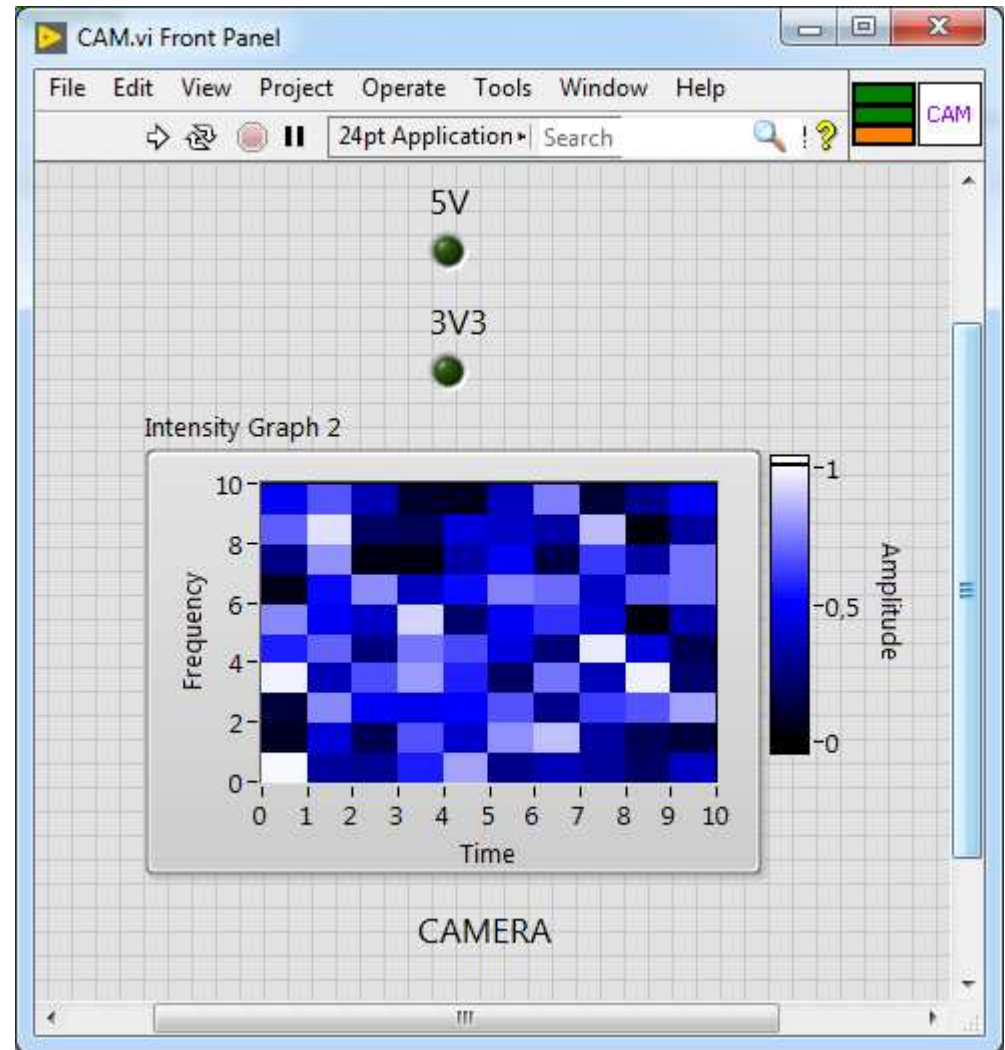 CAM.vi Front Panel
File Edit View Project Operate Tools Window Help
24pt Application Search
CAM
5V
3V3
Intensity Graph 2
10
8
6
4
2
0
Frequency
0 1 2 3 4 5 6 7 8 9 10
Time
1
0,5
0
Amplitude
CAMERA